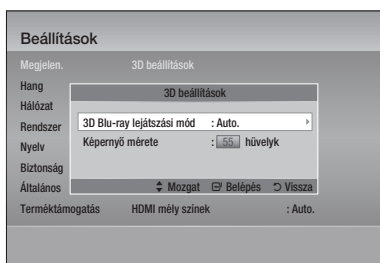 Beállítások
Megjelen. 3D beállítások
Hang
3D beállítások
Hálózat
Rendszer
3D Blu-ray lejátszási mód : Auto.
Nyelv
Képernyő mérete : 55 hüvelyk
Biztonság
Általános
Mozgat Belépés Vissza
Terméktámogatás HDMI mély színek : Auto.